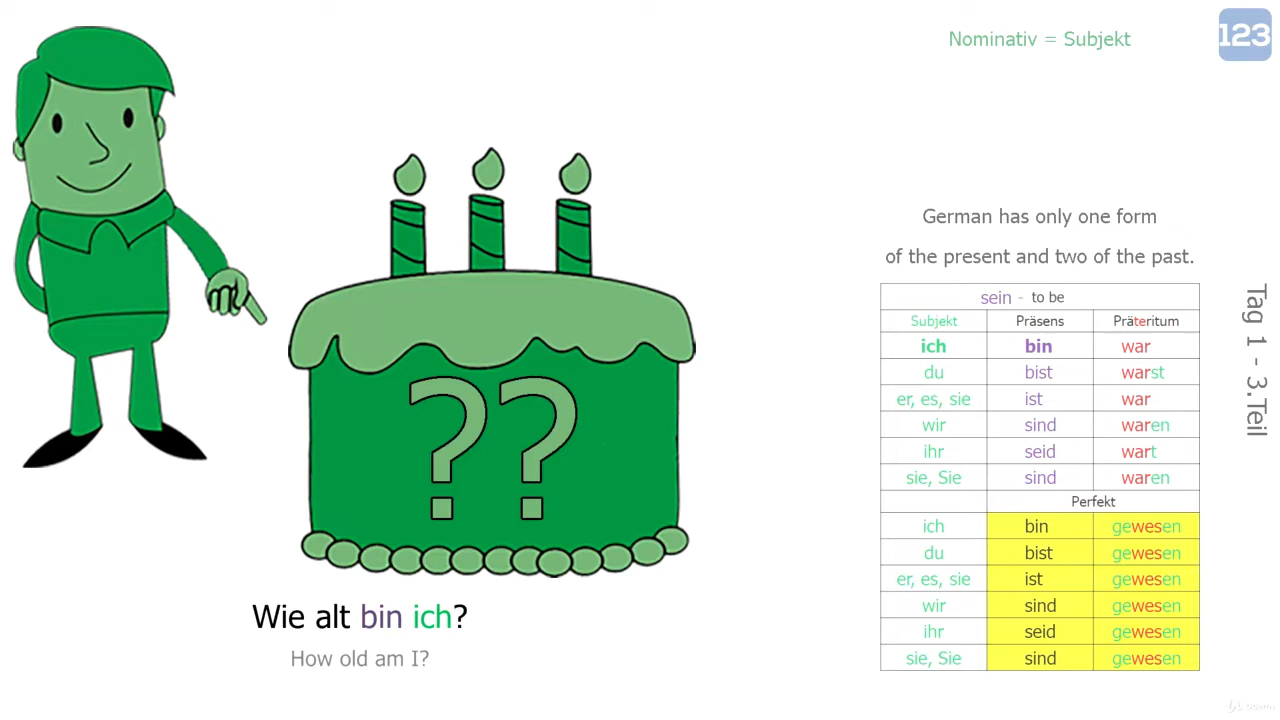 Nominativ = Subjekt
123
German has only one form
of the present and two of the past.
sein - to be
Subjekt Präsens Präteritum
ich bin war
du bist warst
er, es, sie ist war
wir sind waren
ihr seid wart
sie, Sie sind waren
Perfekt
ich bin gewesen
du bist gewesen
er, es, sie ist gewesen
wir sind gewesen
ihr seid gewesen
sie, Sie sind gewesen
Tag 1 - 3.Teil
??
Wie alt bin ich?
How old am I?